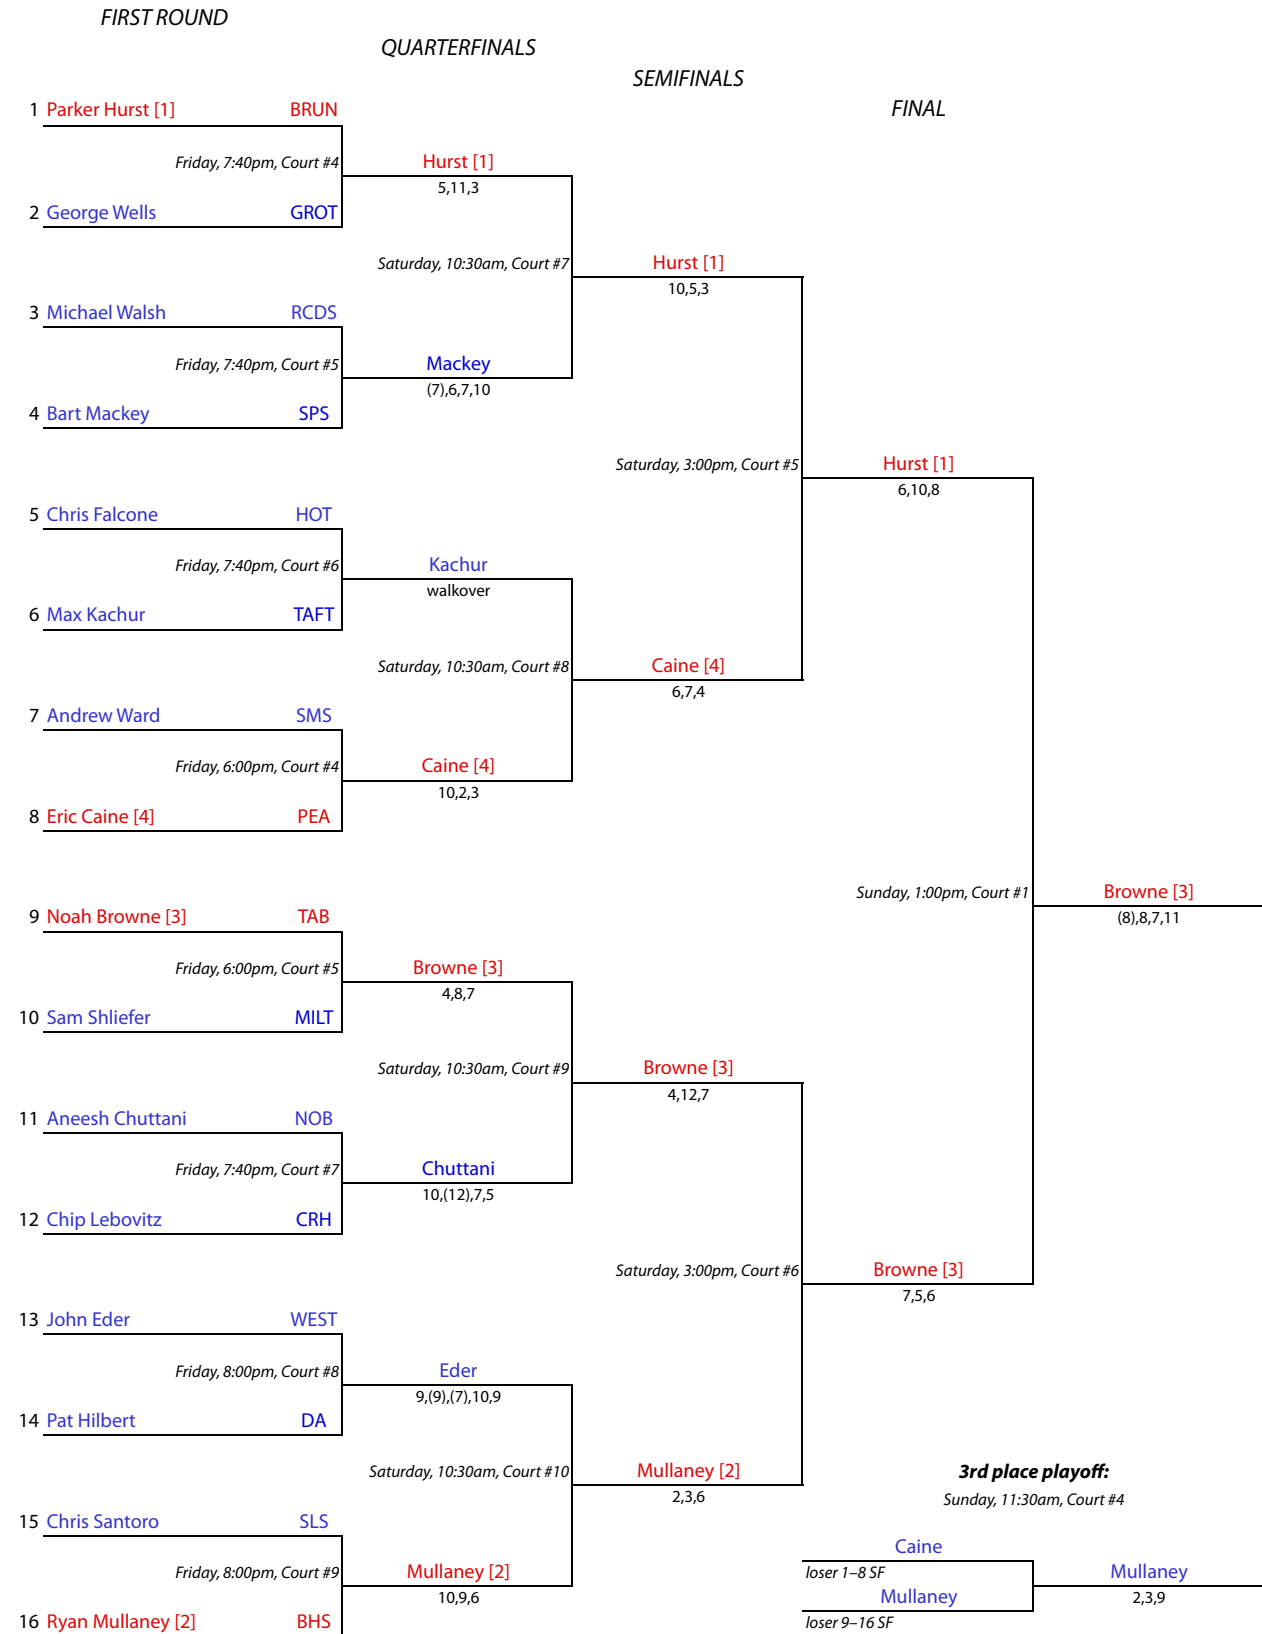 FIRST ROUND
QUARTERFINALS
SEMIFINALS
FINAL
1 Parker Hurst [1] BRUN
Friday, 7:40pm, Court #4
Hurst [1]
5,11,3
2 George Wells GROT
Saturday, 10:30am, Court #7
Hurst [1]
10,5,3
3 Michael Walsh RCDS
Friday, 7:40pm, Court #5
Mackey
(7),6,7,10
4 Bart Mackey SPS
Saturday, 3:00pm, Court #5
Hurst [1]
6,10,8
5 Chris Falcone HOT
Friday, 7:40pm, Court #6
Kachur
walkover
6 Max Kachur TAFT
Saturday, 10:30am, Court #8
Caine [4]
6,7,4
7 Andrew Ward SMS
Friday, 6:00pm, Court #4
Caine [4]
10,2,3
8 Eric Caine [4] PEA
Sunday, 1:00pm, Court #1
Browne [3]
(8),8,7,11
9 Noah Browne [3] TAB
Friday, 6:00pm, Court #5
Browne [3]
4,8,7
10 Sam Shliefer MILT
Saturday, 10:30am, Court #9
Browne [3]
4,12,7
11 Aneesh Chuttani NOB
Friday, 7:40pm, Court #7
Chuttani
10,(12),7,5
12 Chip Lebovitz CRH
Saturday, 3:00pm, Court #6
Browne [3]
7,5,6
13 John Eder WEST
Friday, 8:00pm, Court #8
Eder
9,(9),(7),10,9
14 Pat Hilbert DA
Saturday, 10:30am, Court #10
Mullaney [2]
2,3,6
15 Chris Santoro SLS
Friday, 8:00pm, Court #9
Mullaney [2]
10,9,6
16 Ryan Mullaney [2] BHS
3rd place playoff:
Sunday, 11:30am, Court #4
Caine
loser 1–8 SF
Mullaney
loser 9–16 SF
Mullaney
2,3,9